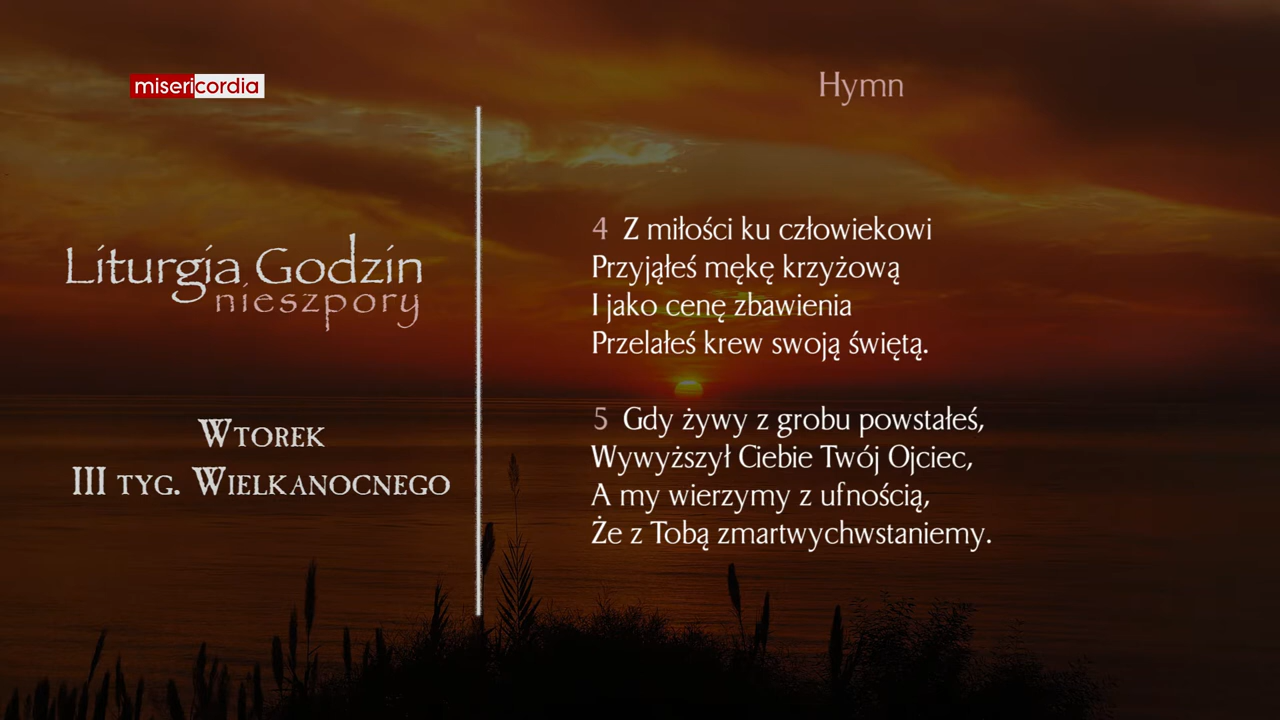 misericordia
Liturgia Godzin
nieszpory
Wtorek
III tyg. Wielkanocnego
Hymn
4 Z miłości ku człowiekowi
Przyjąłeś mękę krzyżową
I jako cenę zbawienia
Przelałeś krew swoją świętą.
5 Gdy żywy z grobu powstałeś,
Wywyższył Ciebie Twój Ojciec,
A my wierzymy z ufnością,
Że z Tobą zmartwychwstaniemy.